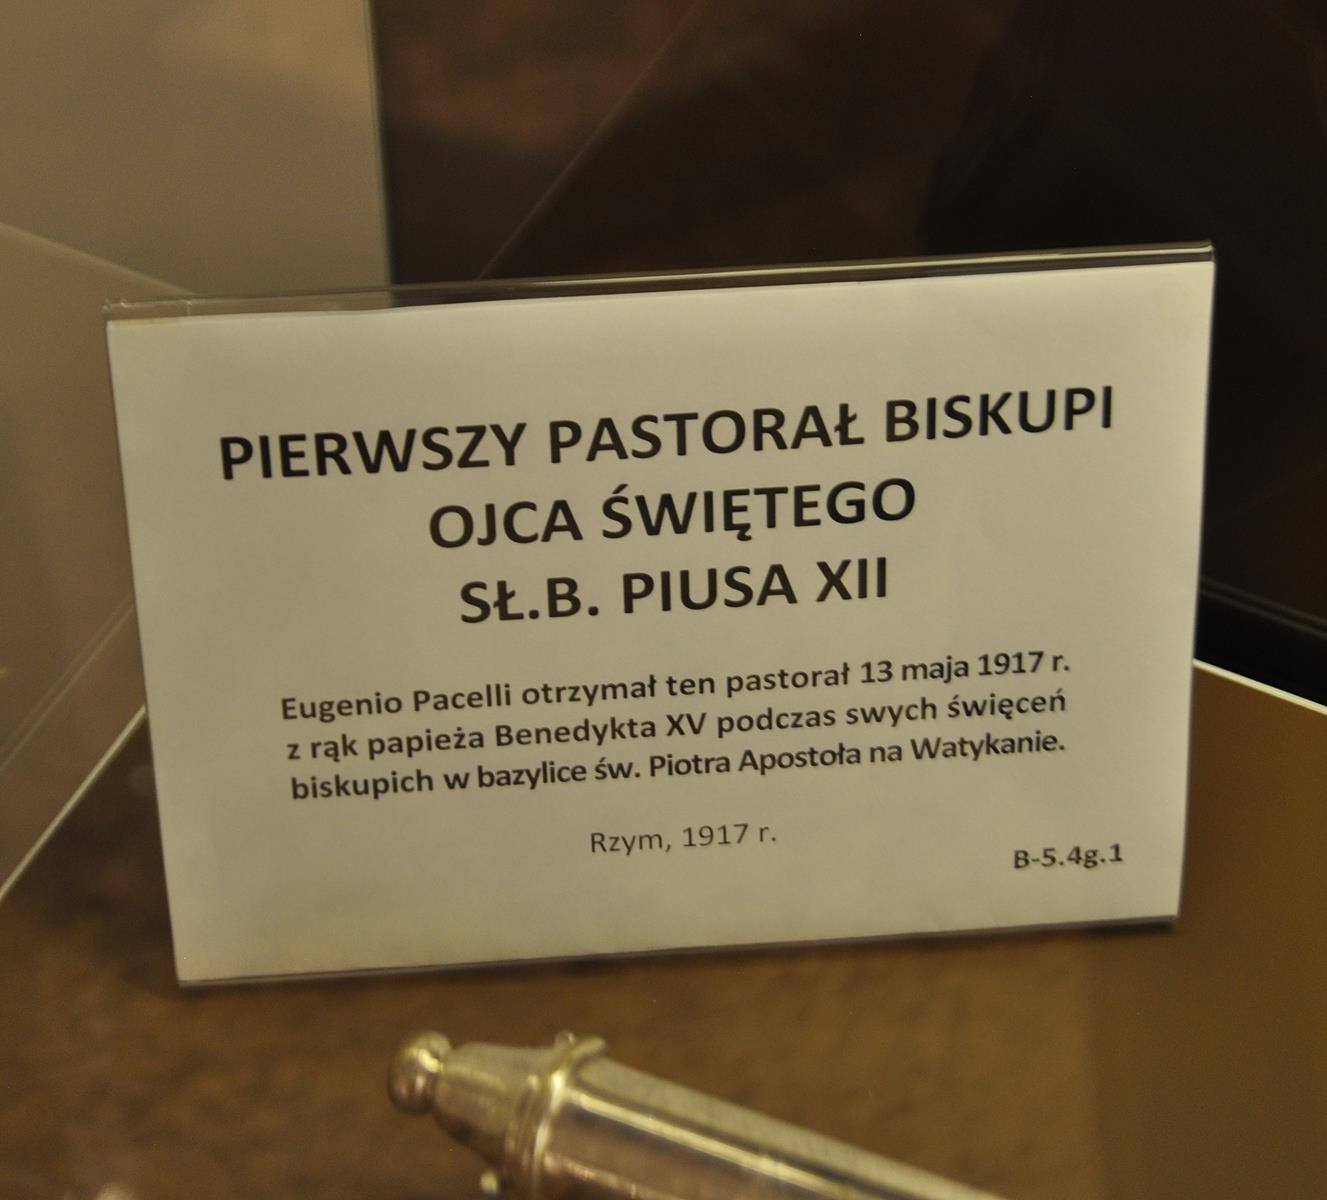 PIERWSZY PASTORAŁ BISKUPI
OJCA ŚWIĘTEGO
SŁ.B. PIUSA XII
Eugenio Pacelli otrzymał ten pastorał 13 maja 1917 r.
z rąk papieża Benedykta XV podczas swych święceń
biskupich w bazylice św. Piotra Apostoła na Watykanie.
Rzym, 1917 r.
B-5.4g.1